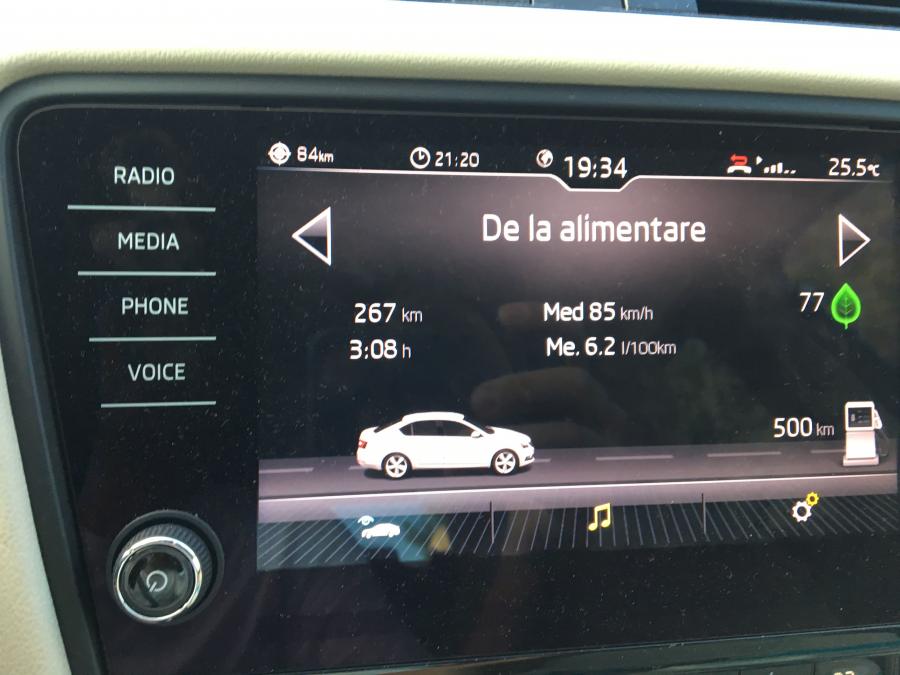 RADIO
MEDIA
PHONE
VOICE
84km
21:20
19:34
25.5°C
De la alimentare
267 km
Med 85 km/h
77
3:08 h
Me. 6.2 l/100km
500 km